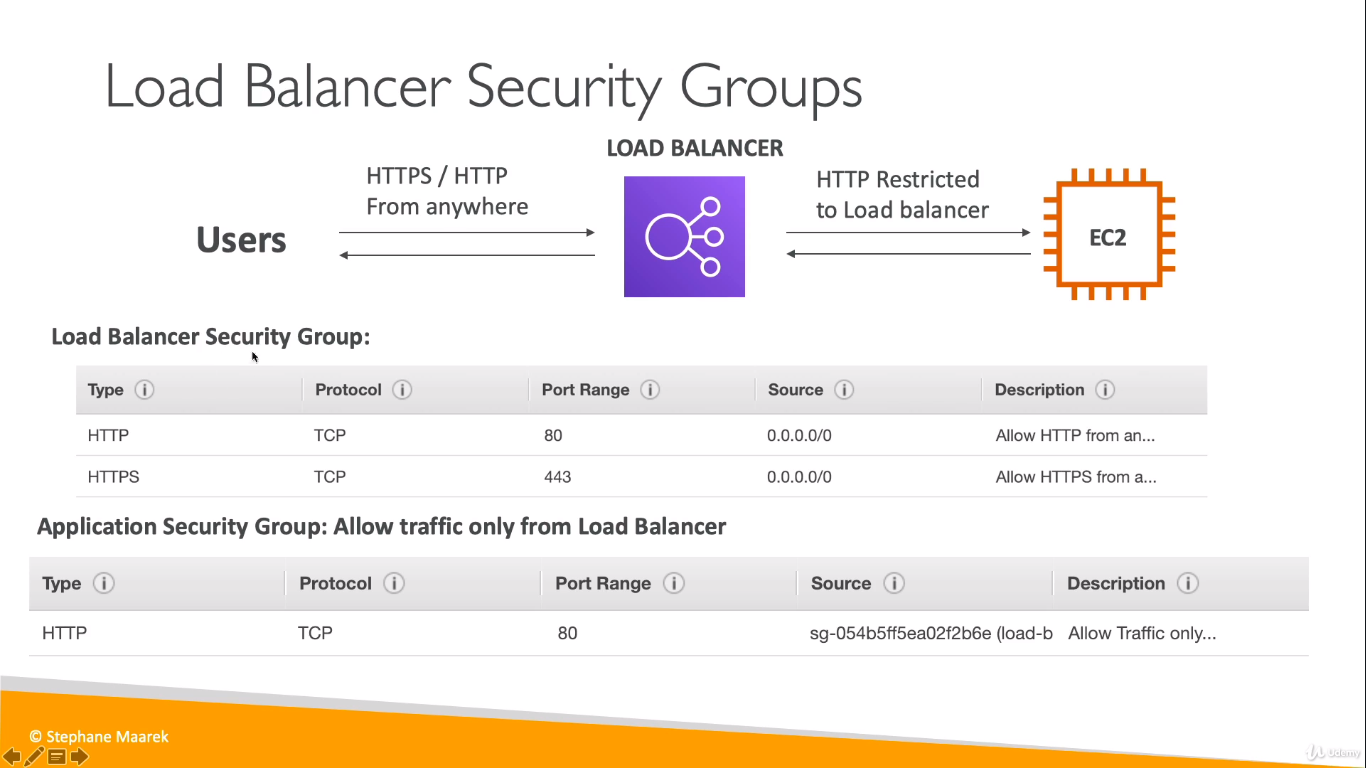 Load Balancer Security Groups
LOAD BALANCER
HTTPS / HTTP
From anywhere
HTTP Restricted
to Load balancer
Users
EC2
Load Balancer Security Group:
Type Protocol Port Range Source Description
HTTP TCP 80 0.0.0.0/0 Allow HTTP from an...
HTTPS TCP 443 0.0.0.0/0 Allow HTTPS from a...
Application Security Group: Allow traffic only from Load Balancer
Type Protocol Port Range Source Description
HTTP TCP 80 sg-054b5ff5ea02f2b6e (load-b Allow Traffic only...
© Stephane Maarek
Udemy